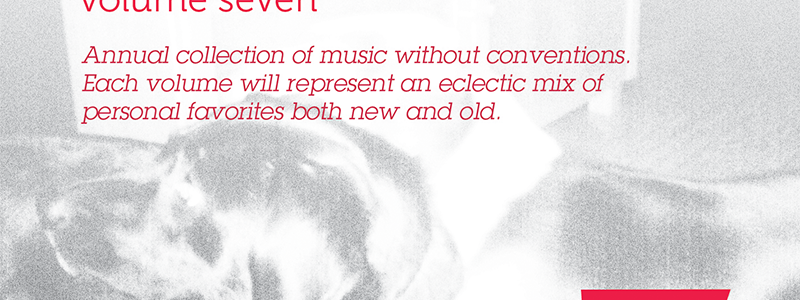 volume seven
Annual collection of music without conventions.
Each volume will represent an eclectic mix of
personal favorites both new and old.